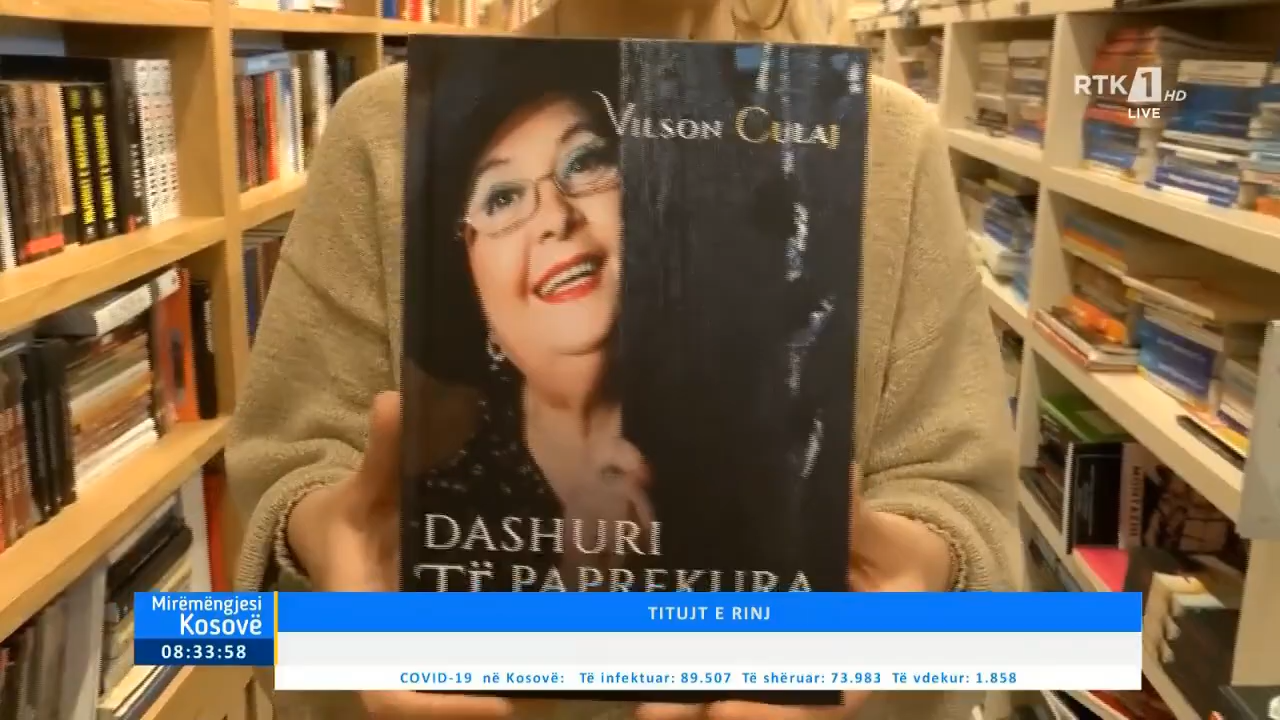 RTK 1 HD
LIVE
VILSON CULAJ
DASHURI
TË PAPREKURA
Mirëmëngjesi
Kosovë
08:33:58
TITUJT E RINJ
COVID-19 në Kosovë: Të infektuar: 89.507 Të shëruar: 73.983 Të vdekur: 1.858